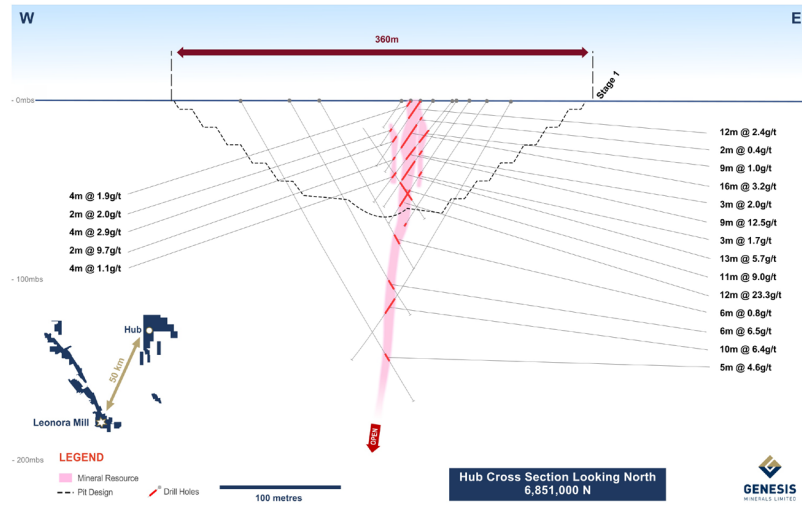 W
E
360m
- 0mbs
Stage 1
12m @ 2.4g/t
2m @ 0.4g/t
9m @ 1.0g/t
16m @ 3.2g/t
3m @ 2.0g/t
9m @ 12.5g/t
3m @ 1.7g/t
13m @ 5.7g/t
11m @ 9.0g/t
12m @ 23.3g/t
6m @ 0.8g/t
6m @ 6.5g/t
10m @ 6.4g/t
5m @ 4.6g/t
4m @ 1.9g/t
2m @ 2.0g/t
4m @ 2.9g/t
2m @ 9.7g/t
4m @ 1.1g/t
-100mbs
Hub
50 km
Leonora Mill
OPEN
- 200mbs
LEGEND
Mineral Resource
Pit Design
Drill Holes
100 metres
Hub Cross Section Looking North
6,851,000 N
GENESIS
MINERALS LIMITED